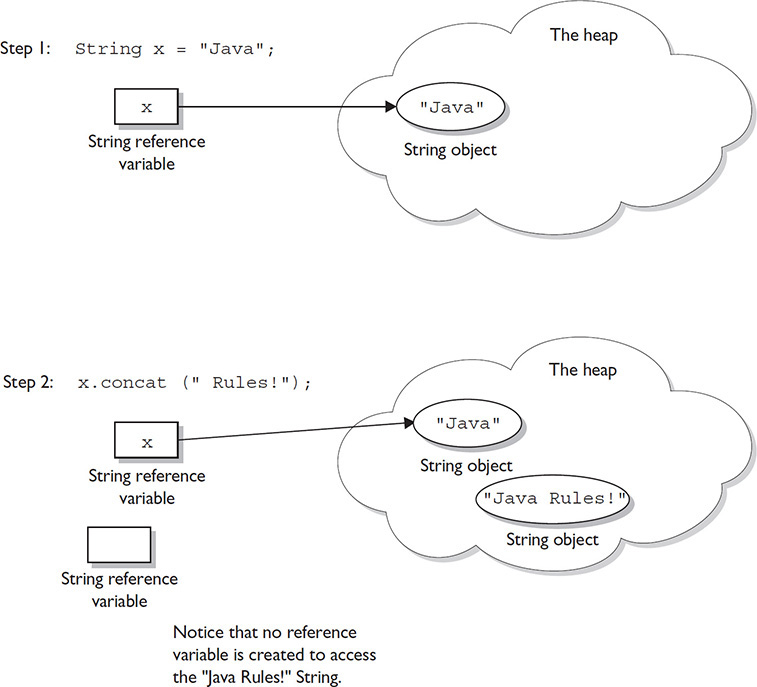 Step 1: String x = "Java";
The heap
x
"Java"
String reference
variable
String object
Step 2: x.concat (" Rules!");
The heap
x
"Java"
String reference
variable
String object
"Java Rules!"
String object
String reference
variable
Notice that no reference
variable is created to access
the "Java Rules!" String.